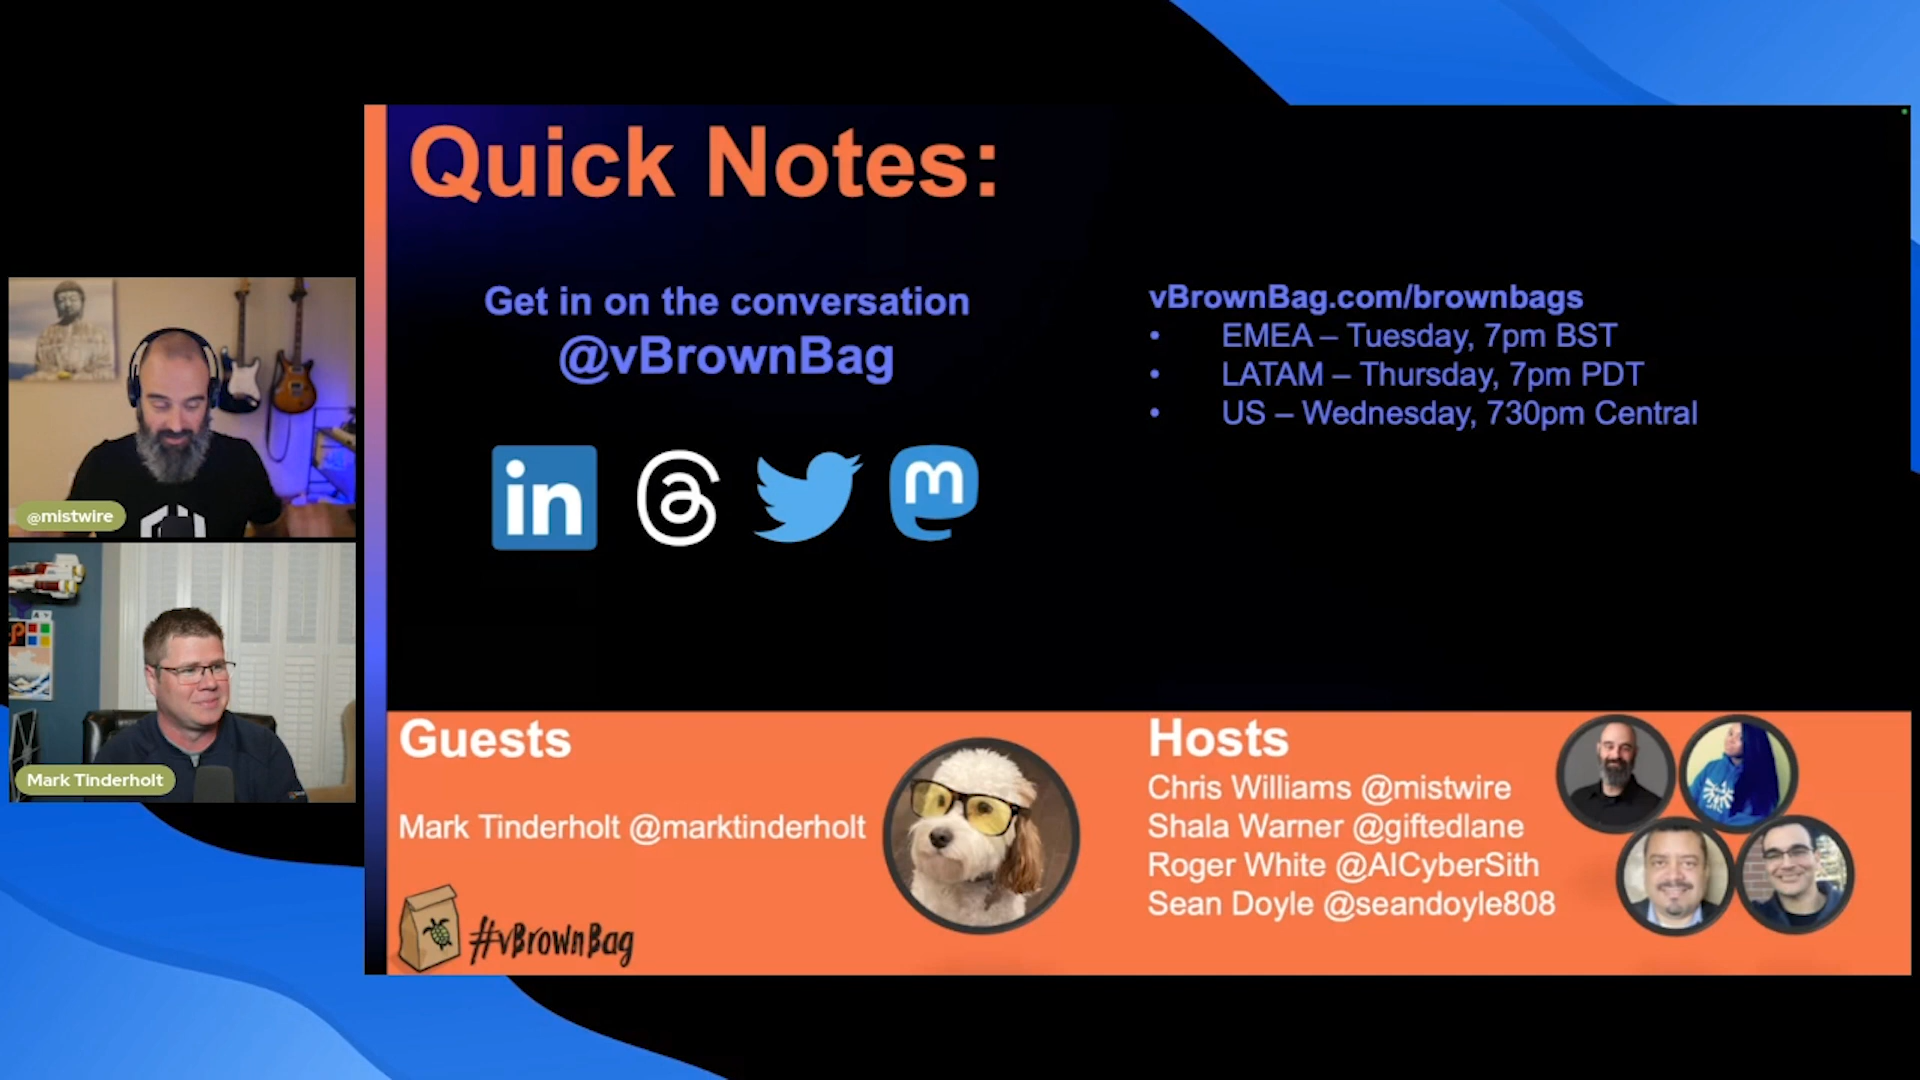 Quick Notes:
Get in on the conversation
@vBrownBag
in
m
vBrownBag.com/brownbags
• EMEA – Tuesday, 7pm BST
• LATAM – Thursday, 7pm PDT
• US – Wednesday, 730pm Central
@mistwire
Mark Tinderholt
Guests
Mark Tinderholt @marktinderholt
#vBrownBag
Hosts
Chris Williams @mistwire
Shala Warner @giftedlane
Roger White @AICyberSith
Sean Doyle @seandoyle808